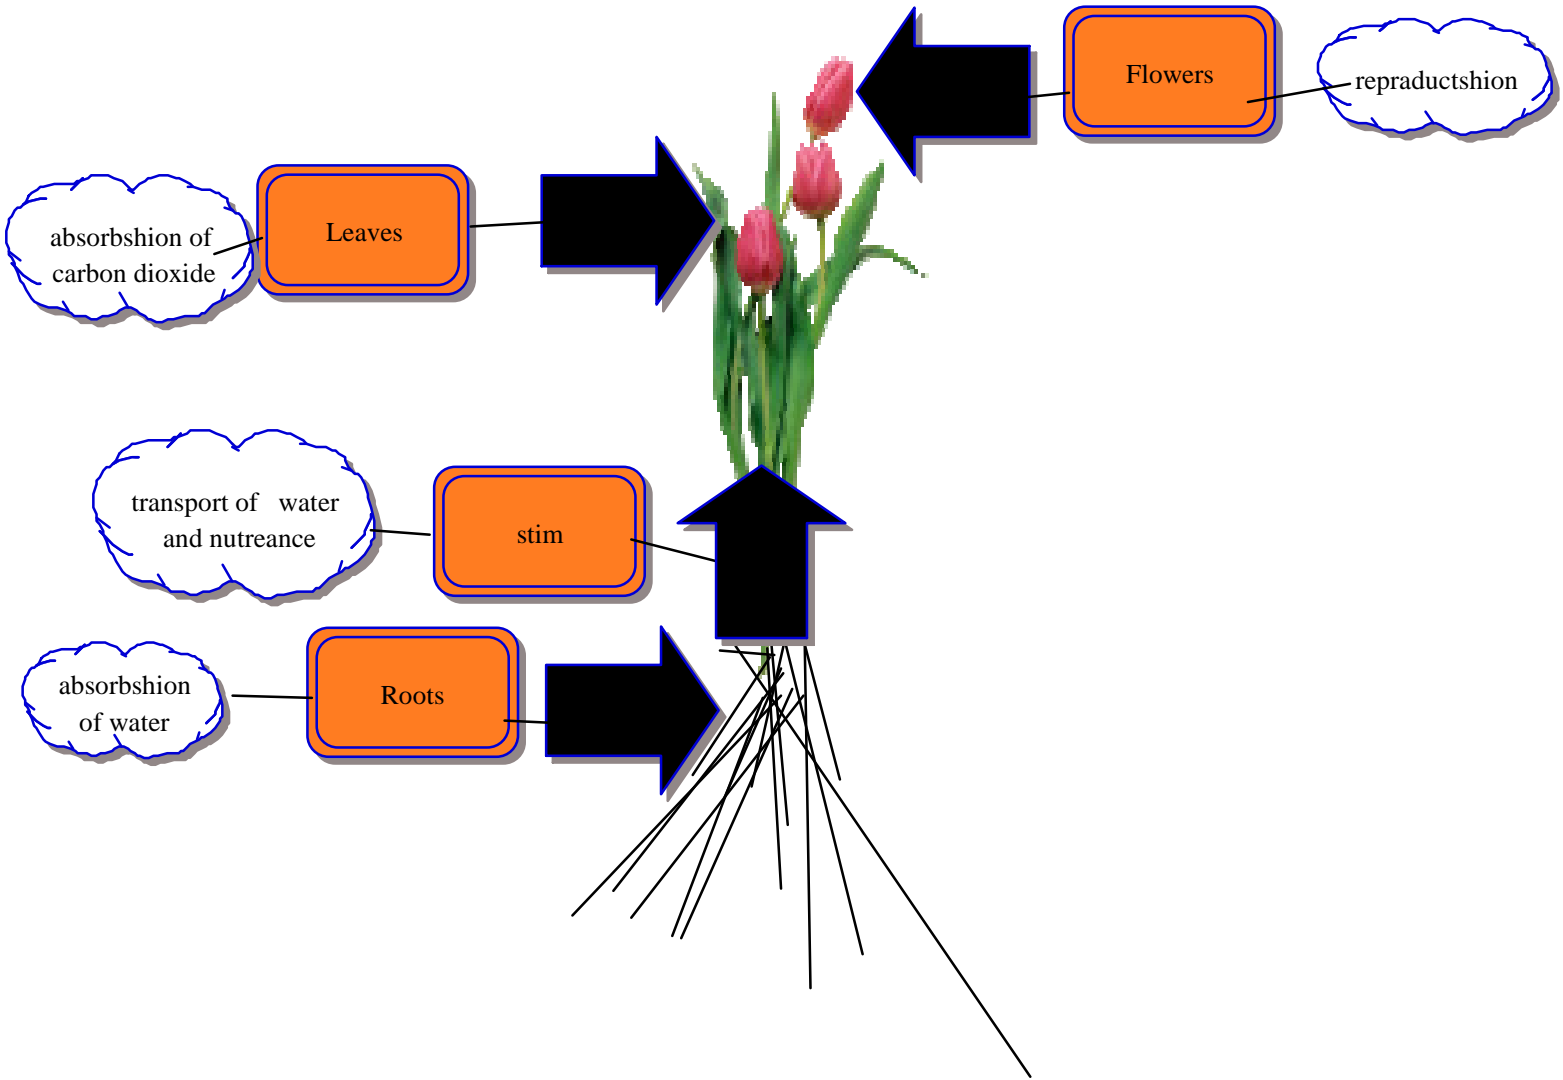 Flowers
repraductshion
Leaves
absorbshion of
carbon dioxide
stim
transport of water
and nutreance
Roots
absorbshion
of water